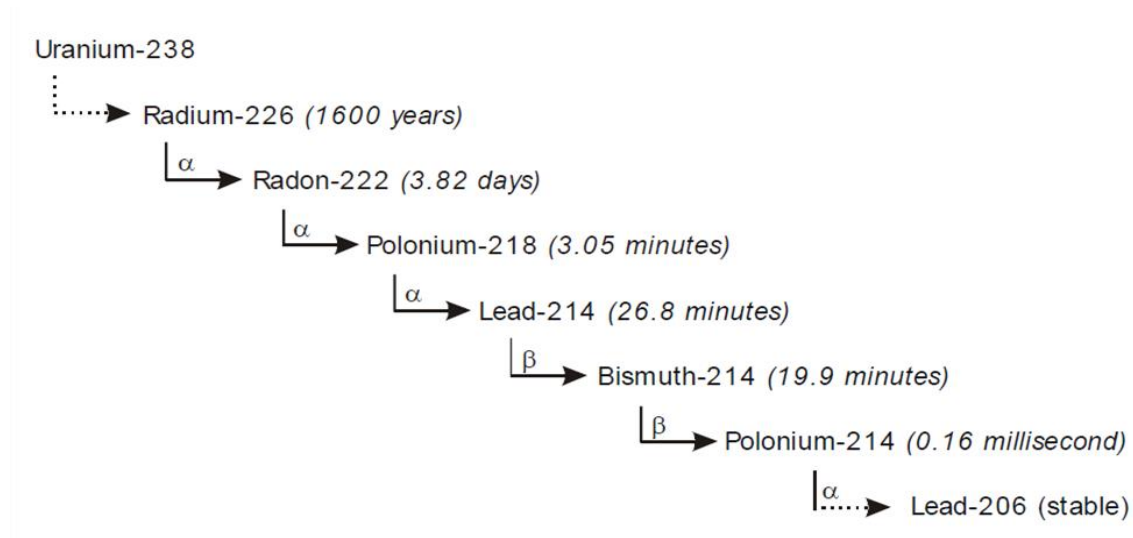 Uranium-238
Radium-226 (1600 years)
α
Radon-222 (3.82 days)
α
Polonium-218 (3.05 minutes)
α
Lead-214 (26.8 minutes)
β
Bismuth-214 (19.9 minutes)
β
Polonium-214 (0.16 millisecond)
α
Lead-206 (stable)